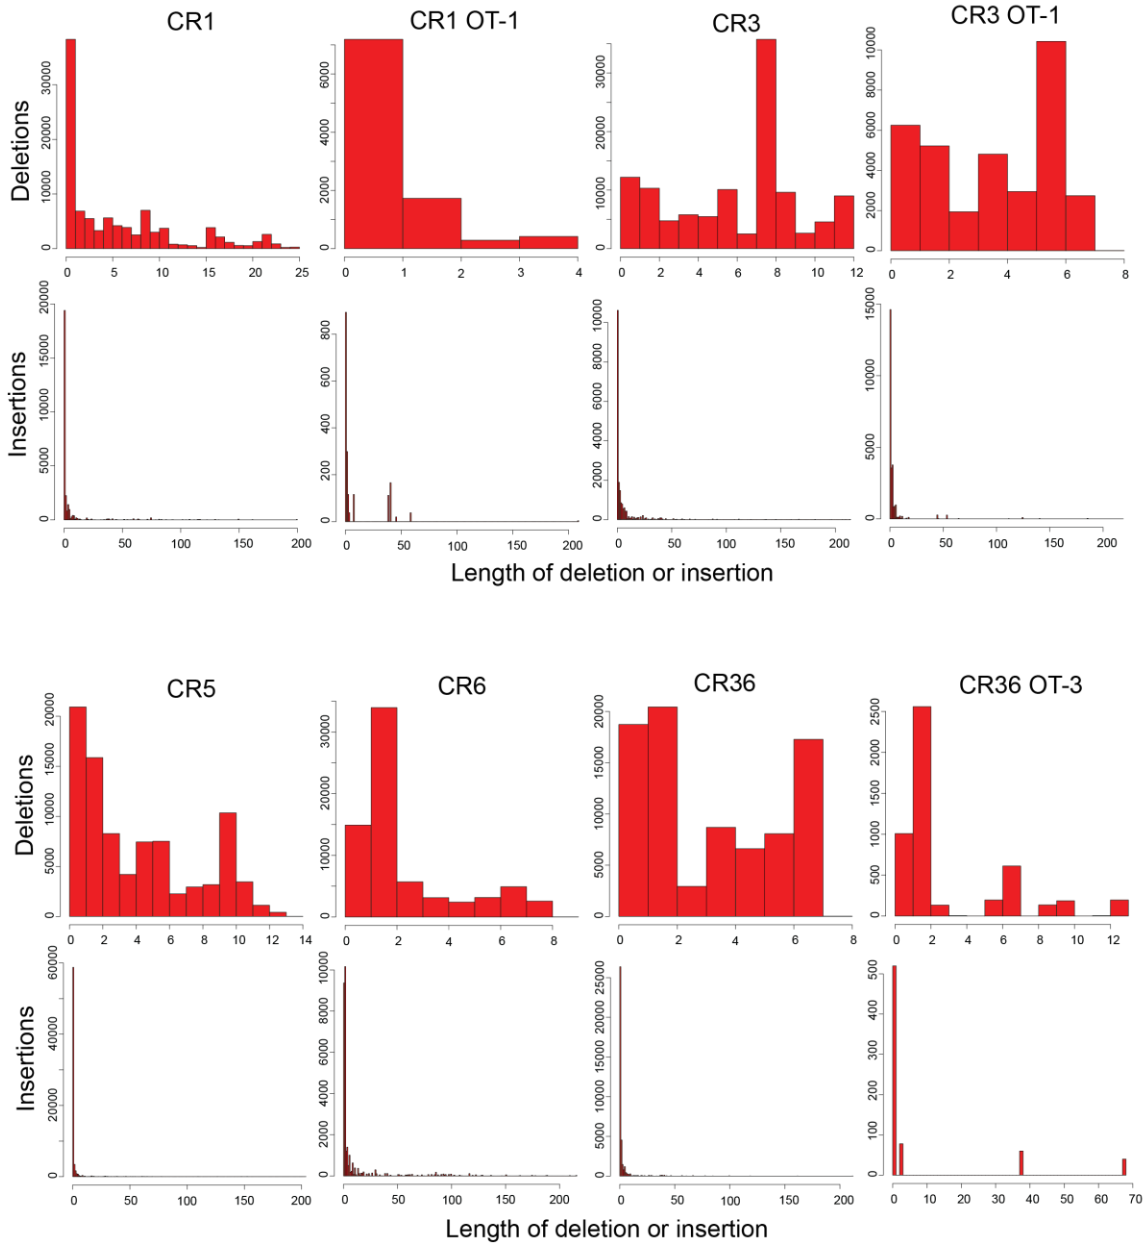 CR1 CR1 OT-1 CR3 CR3 OT-1
Deletions
0 10000 20000 30000
0 5 10 15 20 25
0 2000 4000 6000
0 1 2 3 4
0 10000 20000 30000
0 2 4 6 8 10 12
0 2000 4000 6000 8000 10000
0 2 4 6 8
Insertions
0 5000 10000 15000 20000
0 50 100 150 200
0 200 400 600 800
0 50 100 150 200
0 2000 4000 6000 8000 10000
0 50 100 150 200
0 5000 10000 15000
0 50 100 150 200
Length of deletion or insertion
CR5 CR6 CR36 CR36 OT-3
Deletions
0 5000 10000 15000 20000
0 2 4 6 8 10 12 14
0 10000 20000 30000
0 2 4 6 8
0 5000 10000 15000 20000
0 2 4 6 8
0 500 1000 1500 2000 2500
0 2 4 6 8 10 12
Insertions
0 20000 40000 60000
0 50 100 150 200
0 2000 4000 6000 8000 10000
0 50 100 150 200
0 5000 10000 15000 20000 25000
0 50 100 150 200
0 100 200 300 400 500
0 10 20 30 40 50 60 70
Length of deletion or insertion